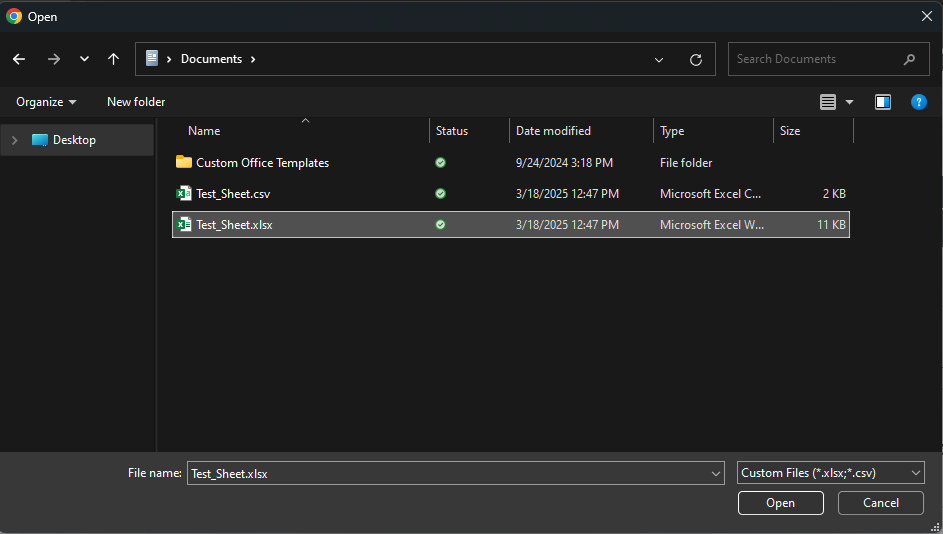 Open
Documents
Search Documents
Organize New folder
Desktop
Name Status Date modified Type Size
Custom Office Templates 9/24/2024 3:18 PM File folder
Test_Sheet.csv 3/18/2025 12:47 PM Microsoft Excel C... 2 KB
Test_Sheet.xlsx 3/18/2025 12:47 PM Microsoft Excel W... 11 KB
File name: Test_Sheet.xlsx Custom Files (*.xlsx;*.csv)
Open Cancel